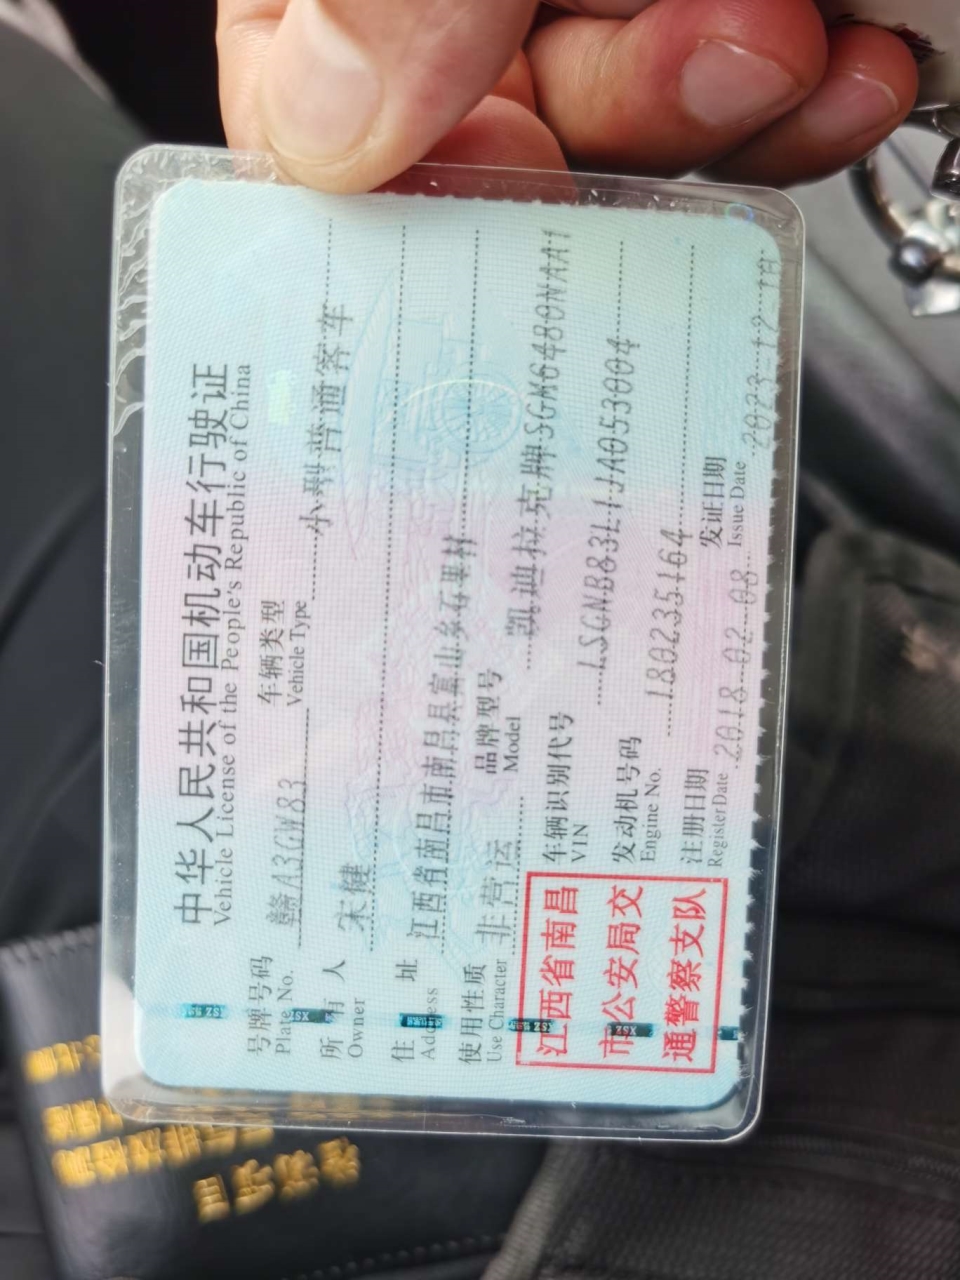 中华人民共和国机动车行驶证
Vehicle License of the People's Republic of China
号牌号码 赣A3GW83 车辆类型 小型普通客车
Plate No. Vehicle Type
所有人 宋健
Owner
住址 江西省南昌市南昌县富山乡石里村
Address
使用性质 非营运 品牌型号 凯迪拉克牌SGM6480NAA1
Use Character Model
江西省南昌
市公安局交
通警察支队
车辆识别代号 LSGNB83L1JA053004
VIN
发动机号码 180235164
Engine No.
注册日期 2018-02-08 发证日期
Register Date Issue Date